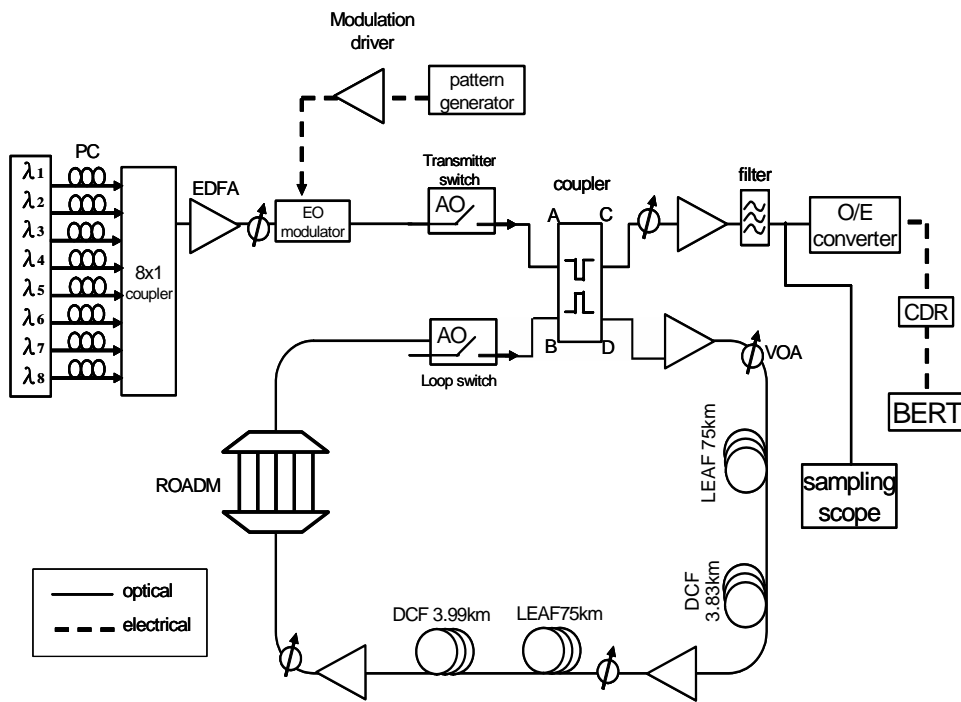 Modulation
driver
pattern
generator
PC
λ1
λ2
λ3
λ4
λ5
λ6
λ7
λ8
8x1
coupler
EDFA
EO
modulator
Transmitter
switch
AO
coupler
A
C
B
D
filter
O/E
converter
CDR
BERT
sampling
scope
AO
Loop switch
VOA
LEAF 75km
DCF
3.83km
ROADM
DCF 3.99km
LEAF75km
optical
electrical